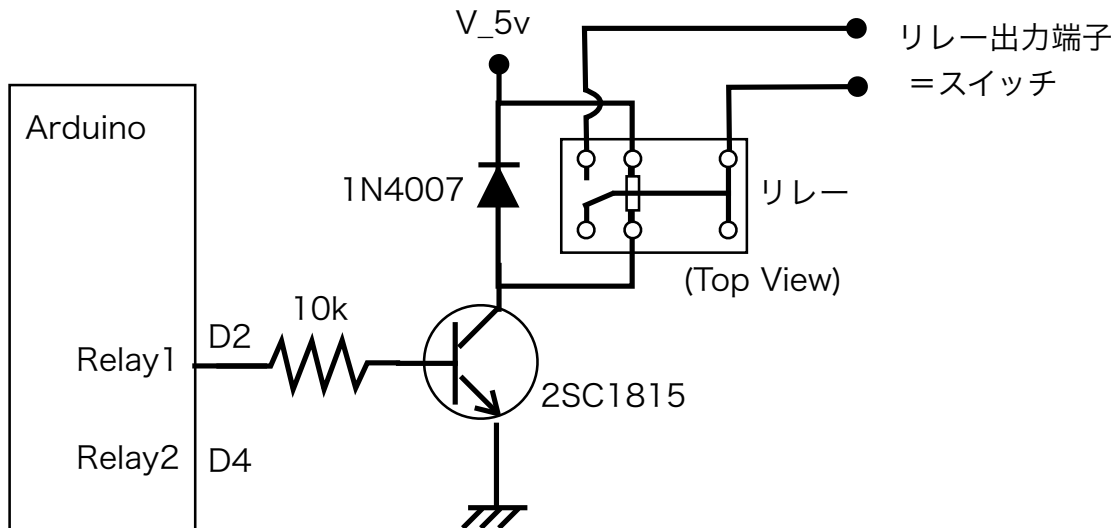 V_5v
リレー出力端子
＝スイッチ
Arduino
1N4007
リレー
(Top View)
10k
Relay1
D2
2SC1815
Relay2
D4